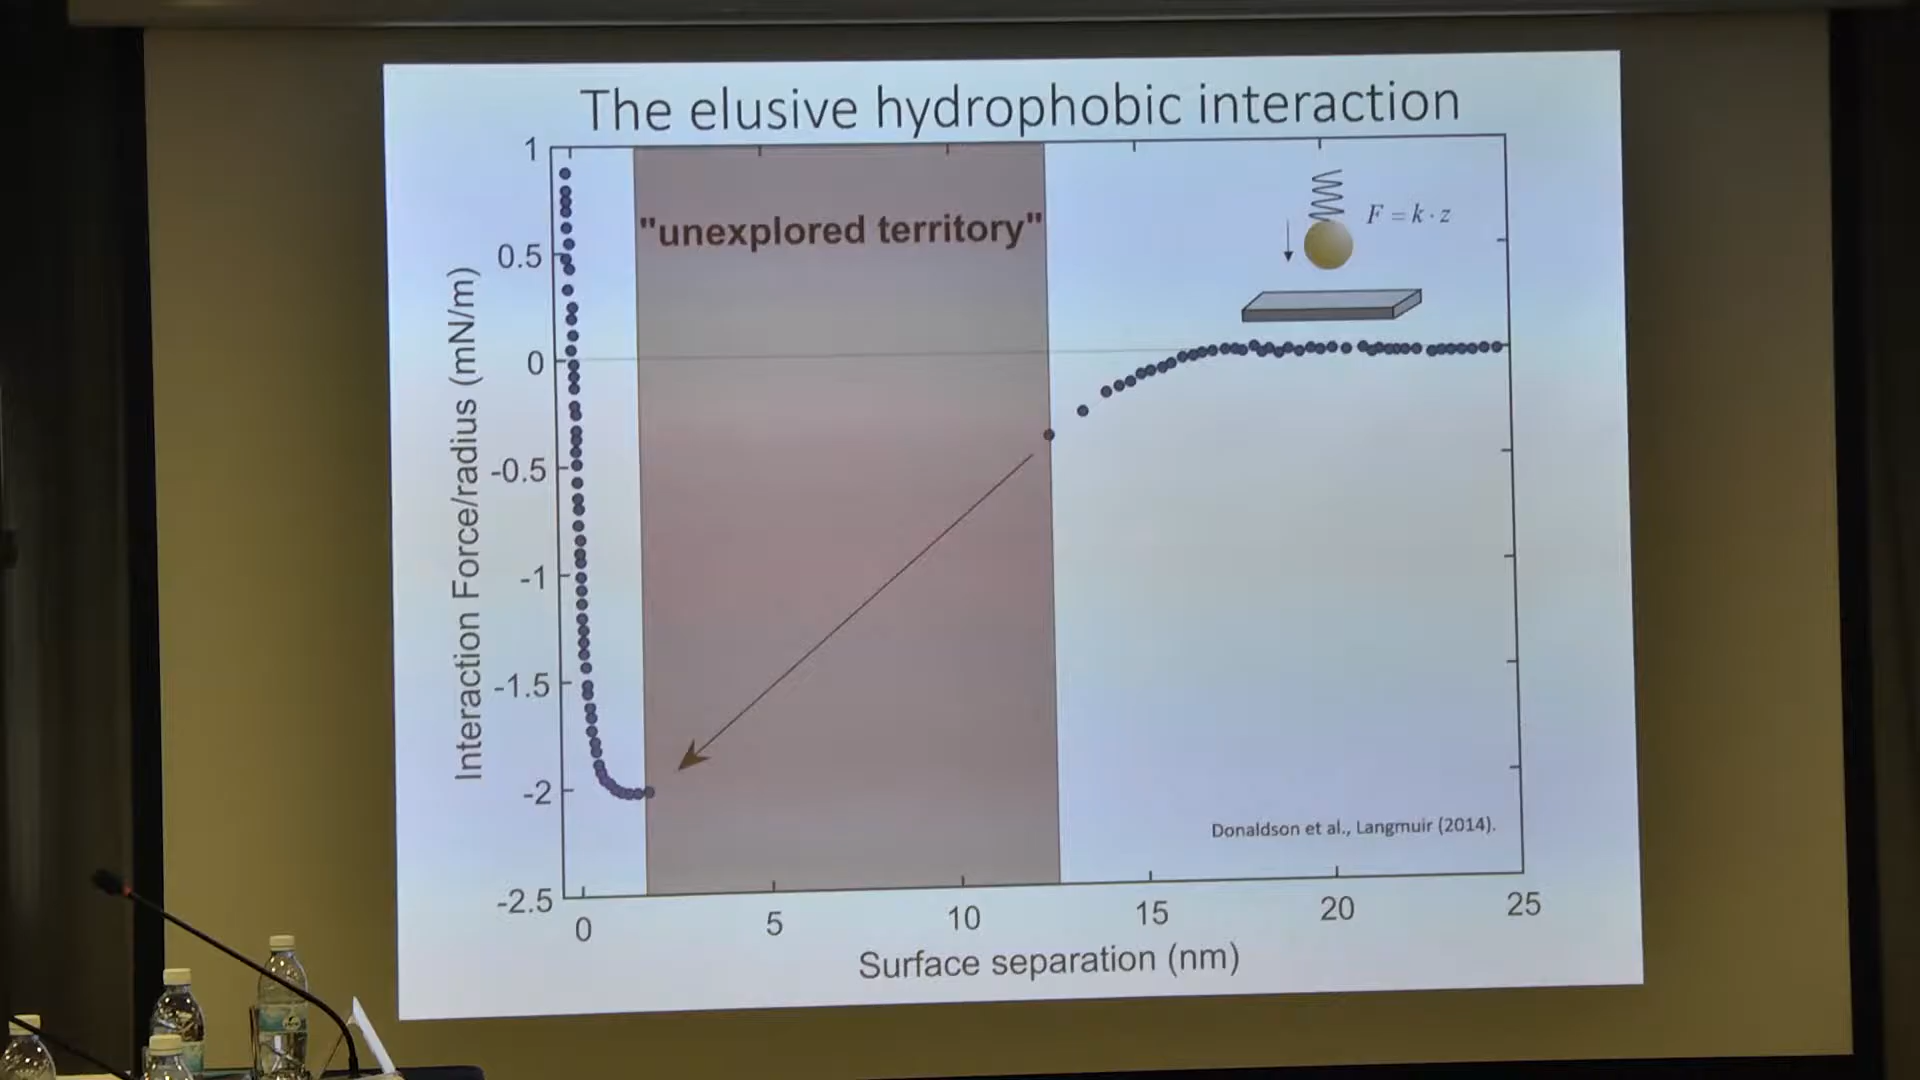 The elusive hydrophobic interaction
1
0.5
0
-0.5
-1
-1.5
-2
-2.5
Interaction Force/radius (mN/m)
"unexplored territory"
F = k · z
Donaldson et al., Langmuir (2014).
0
5
10
15
20
25
Surface separation (nm)